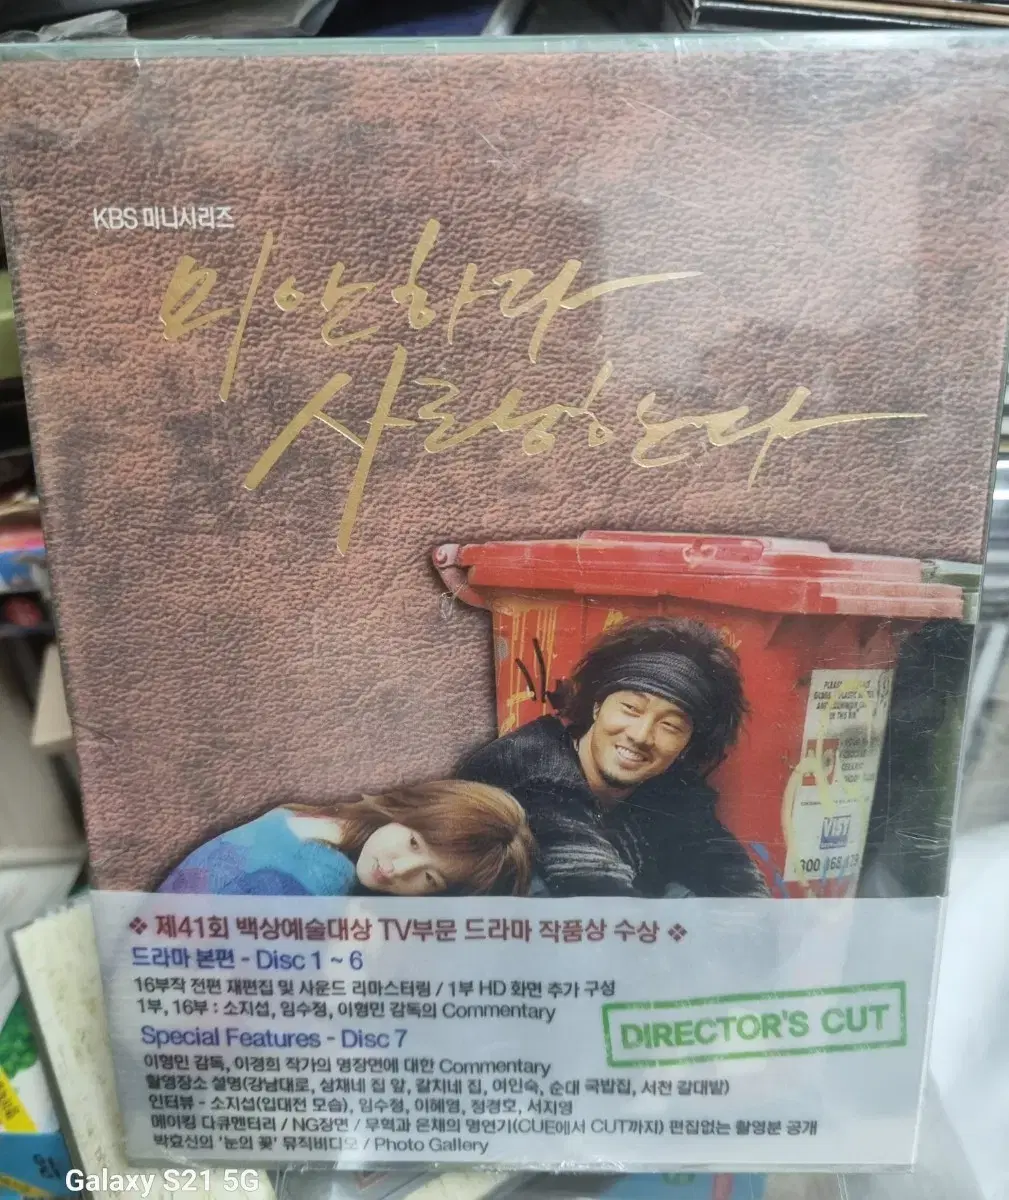 KBS 미니시리즈
미안하다
사랑한다
VIST
❖ 제41회 백상예술대상 TV부문 드라마 작품상 수상 ❖
드라마 본편 - Disc 1 ~ 6
16부작 전편 재편집 및 사운드 리마스터링 / 1부 HD 화면 추가 구성
1부, 16부 : 소지섭, 임수정, 이형민 감독의 Commentary
DIRECTOR'S CUT
Special Features - Disc 7
이형민 감독, 이경희 작가의 명장면에 대한 Commentary
촬영장소 설명(강남대로, 상채네 집 앞, 갈치네 집, 여인숙, 순대 국밥집, 서천 갈대밭)
인터뷰 - 소지섭(입대전 모습), 임수정, 이혜영, 정경호, 서지영
메이킹 다큐멘터리 / NG장면 / 무혁과 은채의 명연기(CUE에서 CUT까지) 편집없는 촬영분 공개
박효신의 '눈의 꽃' 뮤직비디오 / Photo Gallery
Galaxy S21 5G